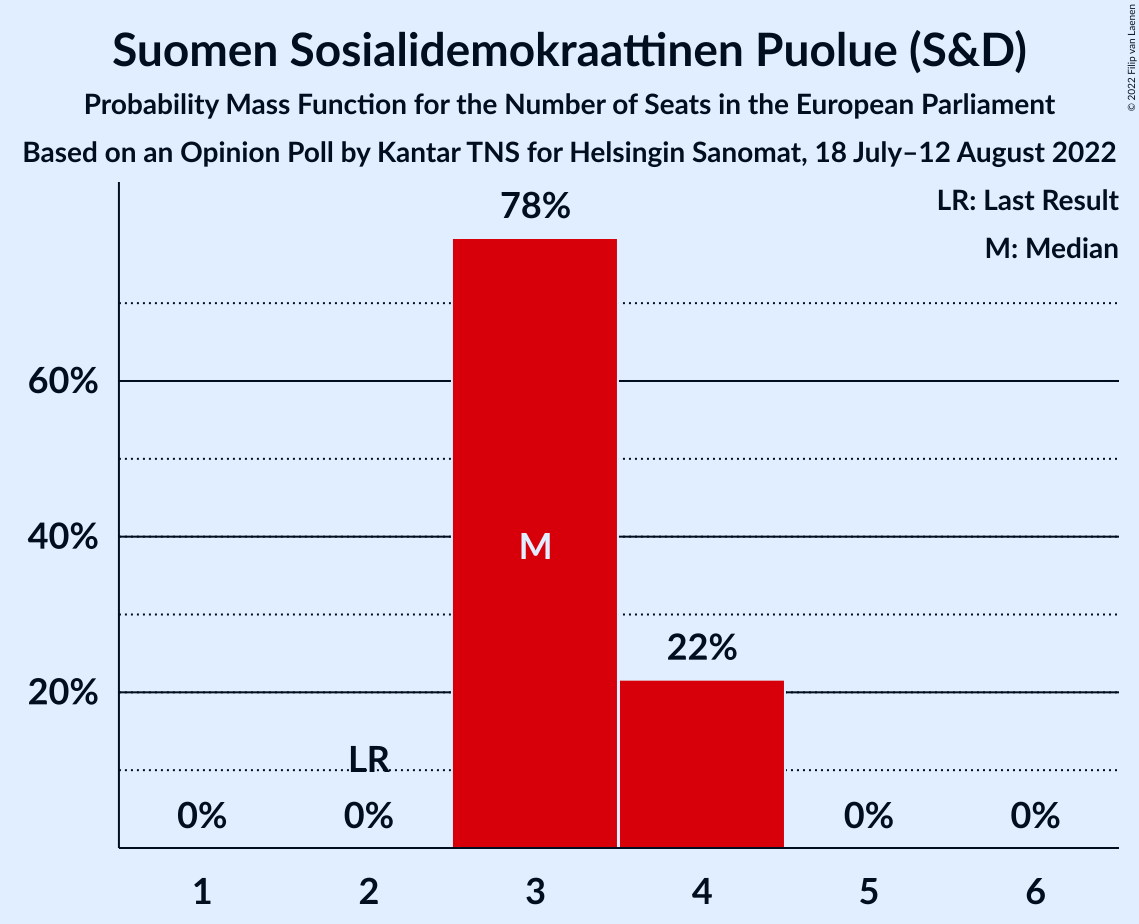 Suomen Sosialidemokraattinen Puolue (S&D)
Probability Mass Function for the Number of Seats in the European Parliament
Based on an Opinion Poll by Kantar TNS for Helsingin Sanomat, 18 July–12 August 2022
© 2022 Filip van Laenen
LR: Last Result
M: Median
78%
60%
40%
M
22%
20%
LR
0% 0% 0% 0%
1 2 3 4 5 6